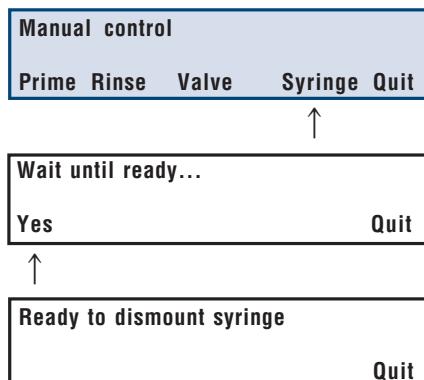 Manual control
Prime Rinse Valve Syringe Quit
↑
Wait until ready...
Yes Quit
↑
Ready to dismount syringe
Quit